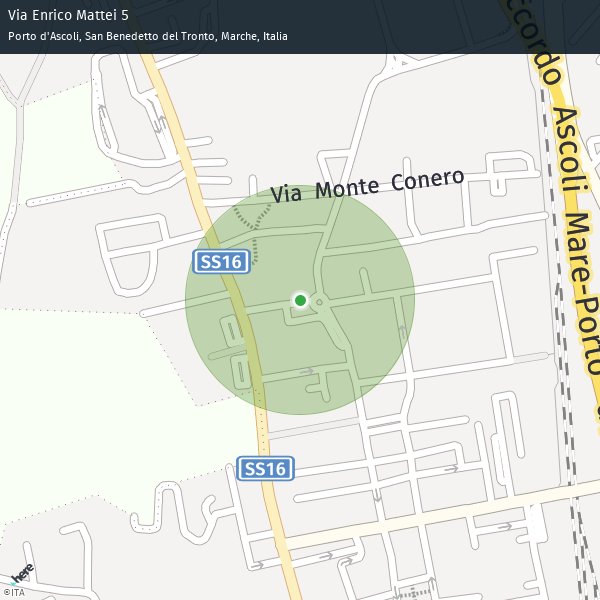 Via Enrico Mattei 5
Porto d'Ascoli, San Benedetto del Tronto, Marche, Italia
Ascoli Mare-Porto
Via Monte Conero
SS16
SS16
here
©ITA